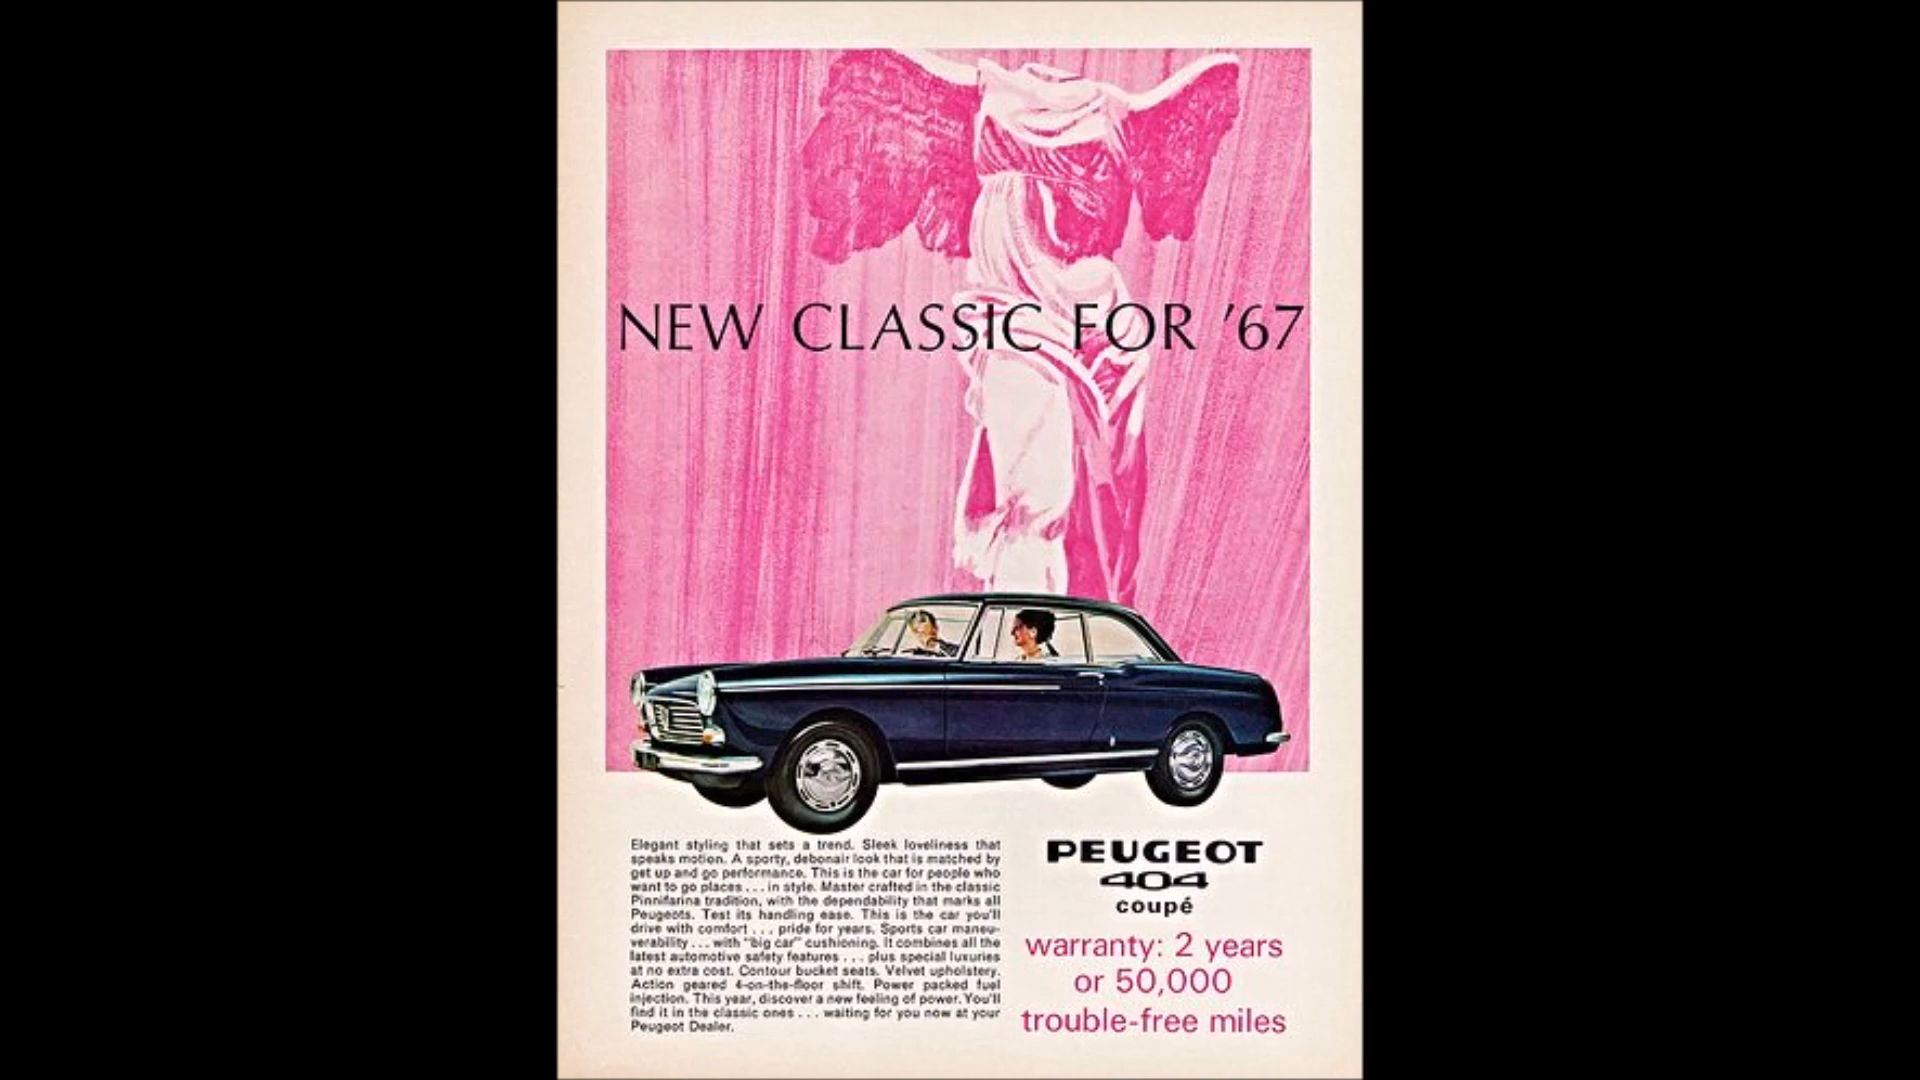 NEW CLASSIC FOR '67
Elegant styling that sets a trend. Sleek loveliness that
speaks motion. A sporty, debonair look that is matched by
get up and go performance. This is the car for people who
want to go places . . . in style. Master crafted in the classic
Pinnifarina tradition, with the dependability that marks all
Peugeots. Test its handling ease. This is the car you'll
drive with comfort . . . pride for years. Sports car maneu-
verability . . . with "big car" cushioning. It combines all the
latest automotive safety features . . . plus special luxuries
at no extra cost. Contour bucket seats. Velvet upholstery.
Action geared 4-on-the-floor shift. Power packed fuel
injection. This year, discover a new feeling of power. You'll
find it in the classic ones . . . waiting for you now at your
Peugeot Dealer.
PEUGEOT
404
coupé
warranty: 2 years
or 50,000
trouble-free miles